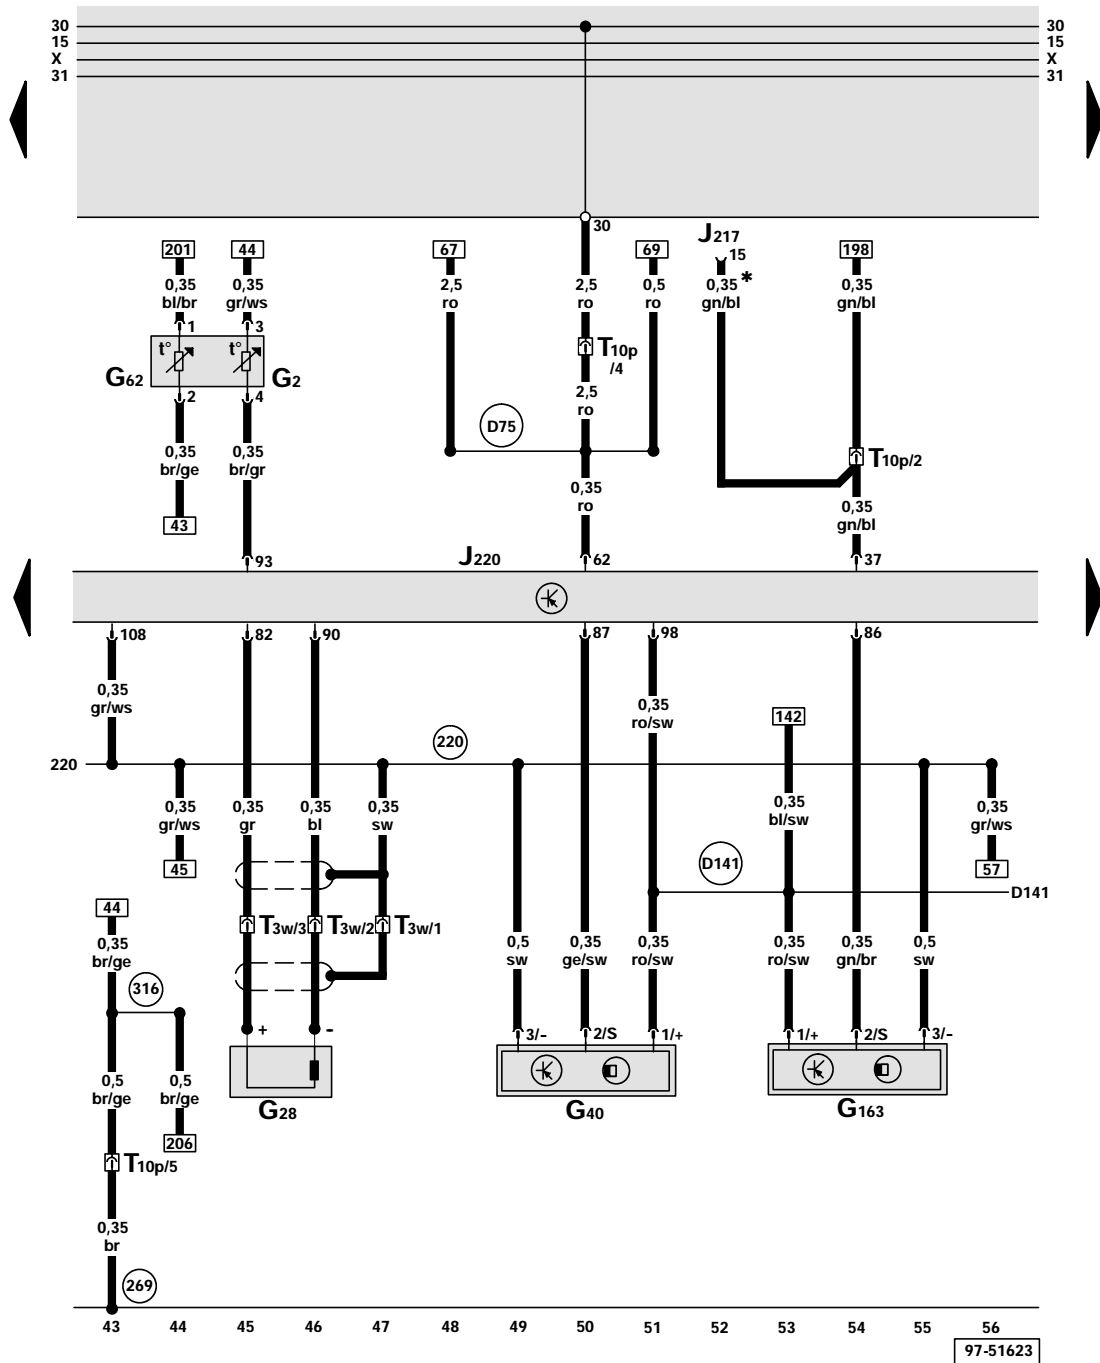 30 30
15 15
X X
31 31
30
J217
15
201 44 67 69 198
0,35 0,35 2,5 2,5 0,5 0,35 * 0,35
bl/br gr/ws ro ro ro gn/bl gn/bl
1 3
T10p
/4
t° t°
G62 G2
2 4
2,5
ro
D75
0,35 0,35
br/ge br/gr
T10p/2
0,35
ro
0,35
gn/bl
43
93 J220 62 37
108 82 90 87 98 86
0,35
gr/ws
0,35
ro/sw
142
220 220
0,35 0,35 0,35 0,35 0,35 0,35
gr/ws gr bl sw bl/sw gr/ws
45 D141 57
D141
44
T3w/3 T3w/2 T3w/1
0,35 0,5 0,35 0,35 0,35 0,35 0,5
br/ge sw ge/sw ro/sw ro/sw gn/br sw
316
+ -
3/- 2/S 1/+ 1/+ 2/S 3/-
0,5 0,5
br/ge br/ge
G28 G40 G163
206
T10p/5
0,35
br
269
43 44 45 46 47 48 49 50 51 52 53 54 55 56
97-51623